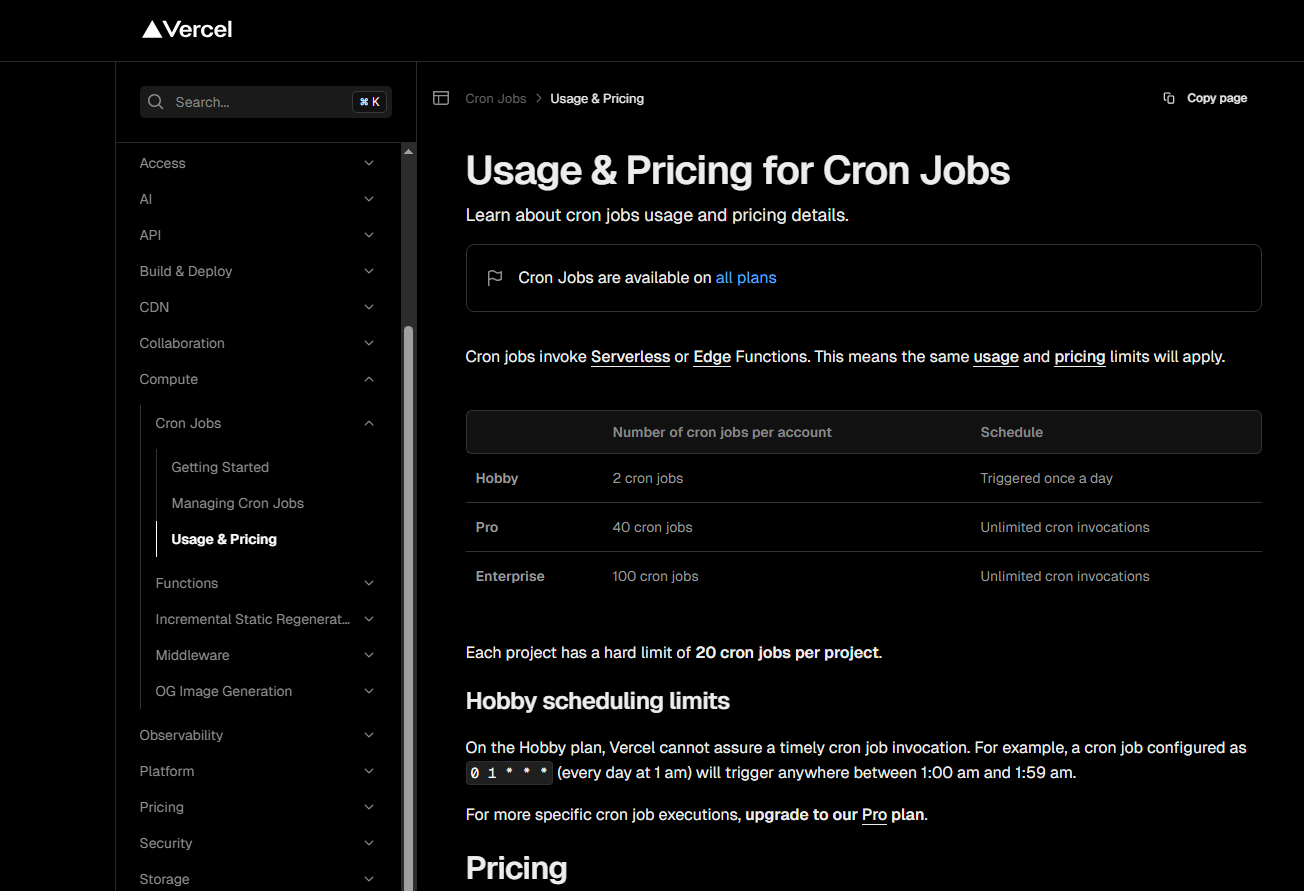 Vercel
Search...
⌘ K
Access
AI
API
Build & Deploy
CDN
Collaboration
Compute
Cron Jobs
Getting Started
Managing Cron Jobs
Usage & Pricing
Functions
Incremental Static Regenerat...
Middleware
OG Image Generation
Observability
Platform
Pricing
Security
Storage
Cron Jobs > Usage & Pricing
Copy page
Usage & Pricing for Cron Jobs
Learn about cron jobs usage and pricing details.
Cron Jobs are available on all plans
Cron jobs invoke Serverless or Edge Functions. This means the same usage and pricing limits will apply.
Number of cron jobs per account Schedule
Hobby 2 cron jobs Triggered once a day
Pro 40 cron jobs Unlimited cron invocations
Enterprise 100 cron jobs Unlimited cron invocations
Each project has a hard limit of 20 cron jobs per project.
Hobby scheduling limits
On the Hobby plan, Vercel cannot assure a timely cron job invocation. For example, a cron job configured as
0 1 * * * (every day at 1 am) will trigger anywhere between 1:00 am and 1:59 am.
For more specific cron job executions, upgrade to our Pro plan.
Pricing